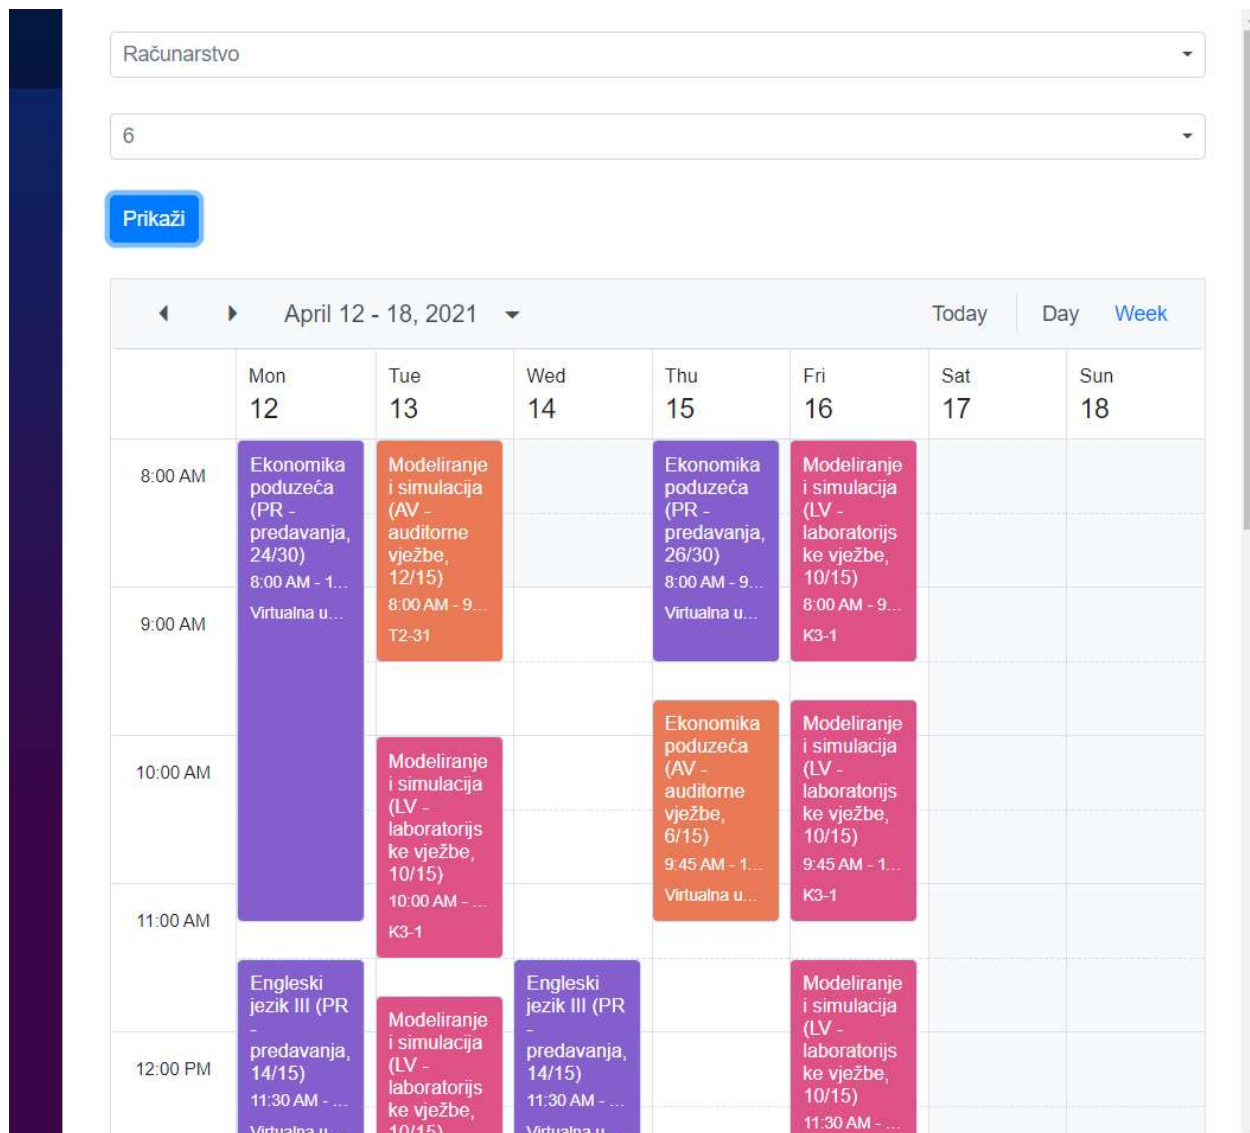 Računarstvo
6
Prikaži
April 12 - 18, 2021
Today
Day
Week
Mon
12
Tue
13
Wed
14
Thu
15
Fri
16
Sat
17
Sun
18
8:00 AM
9:00 AM
10:00 AM
11:00 AM
12:00 PM
Ekonomika
poduzeća
(PR -
predavanja,
24/30)
8:00 AM - 1...
Virtualna u...
Engleski
jezik III (PR
-
predavanja,
14/15)
11:30 AM - ...
Virtualna u...
Modeliranje
i simulacija
(AV -
auditorne
vježbe,
12/15)
8:00 AM - 9...
T2-31
Modeliranje
i simulacija
(LV -
laboratorijs
ke vježbe,
10/15)
10:00 AM - ...
K3-1
Modeliranje
i simulacija
(LV -
laboratorijs
ke vježbe,
10/15)
Engleski
jezik III (PR
-
predavanja,
14/15)
11:30 AM - ...
Virtualna u...
Ekonomika
poduzeća
(PR -
predavanja,
26/30)
8:00 AM - 9...
Virtualna u...
Ekonomika
poduzeća
(AV -
auditorne
vježbe,
6/15)
9:45 AM - 1...
Virtualna u...
Modeliranje
i simulacija
(LV -
laboratorijs
ke vježbe,
10/15)
8:00 AM - 9...
K3-1
Modeliranje
i simulacija
(LV -
laboratorijs
ke vježbe,
10/15)
9:45 AM - 1...
K3-1
Modeliranje
i simulacija
(LV -
laboratorijs
ke vježbe,
10/15)
11:30 AM - ...